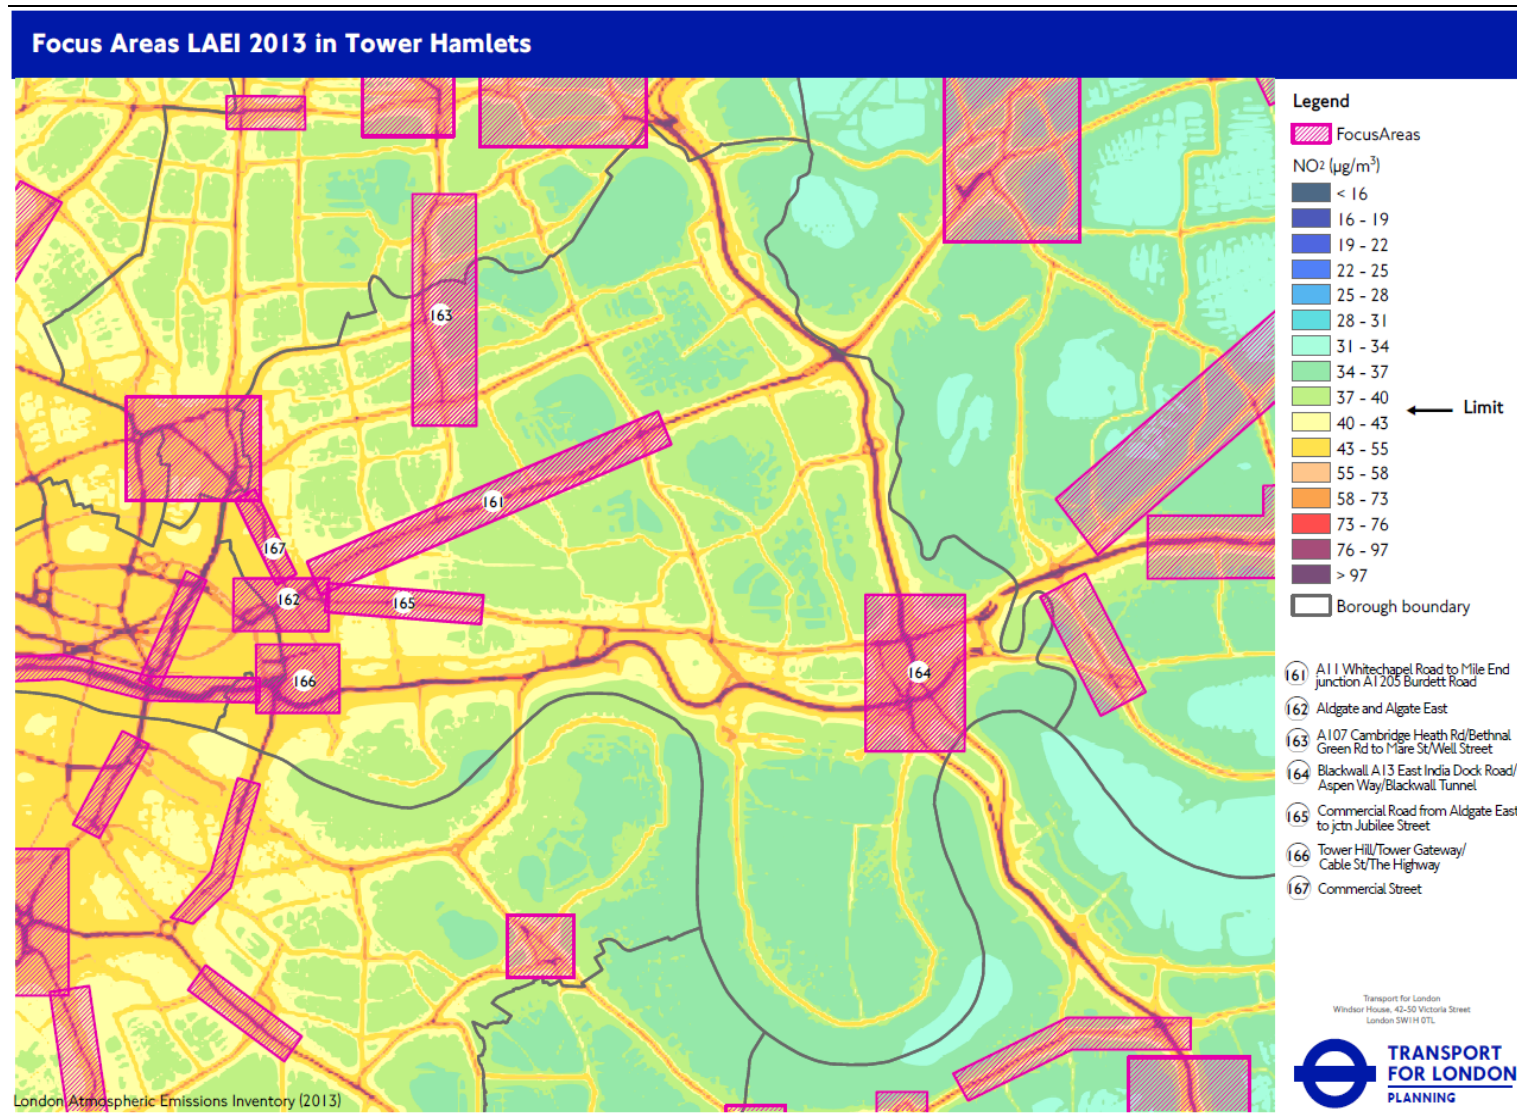 Focus Areas LAEI 2013 in Tower Hamlets
163
161
167
162
165
166
164
London Atmospheric Emissions Inventory (2013)
Legend
FocusAreas
NO2 (µg/m3)
< 16
16 - 19
19 - 22
22 - 25
25 - 28
28 - 31
31 - 34
34 - 37
37 - 40
Limit
40 - 43
43 - 55
55 - 58
58 - 73
73 - 76
76 - 97
> 97
Borough boundary
161 A11 Whitechapel Road to Mile End
junction A1205 Burdett Road
162 Aldgate and Algate East
163 A107 Cambridge Heath Rd/Bethnal
Green Rd to Mare St/Well Street
164 Blackwall A13 East India Dock Road/
Aspen Way/Blackwall Tunnel
165 Commercial Road from Aldgate East
to jctn Jubilee Street
166 Tower Hill/Tower Gateway/
Cable St/The Highway
167 Commercial Street
Transport for London
Windsor House, 42-50 Victoria Street
London SW1H 0TL
TRANSPORT
FOR LONDON
PLANNING